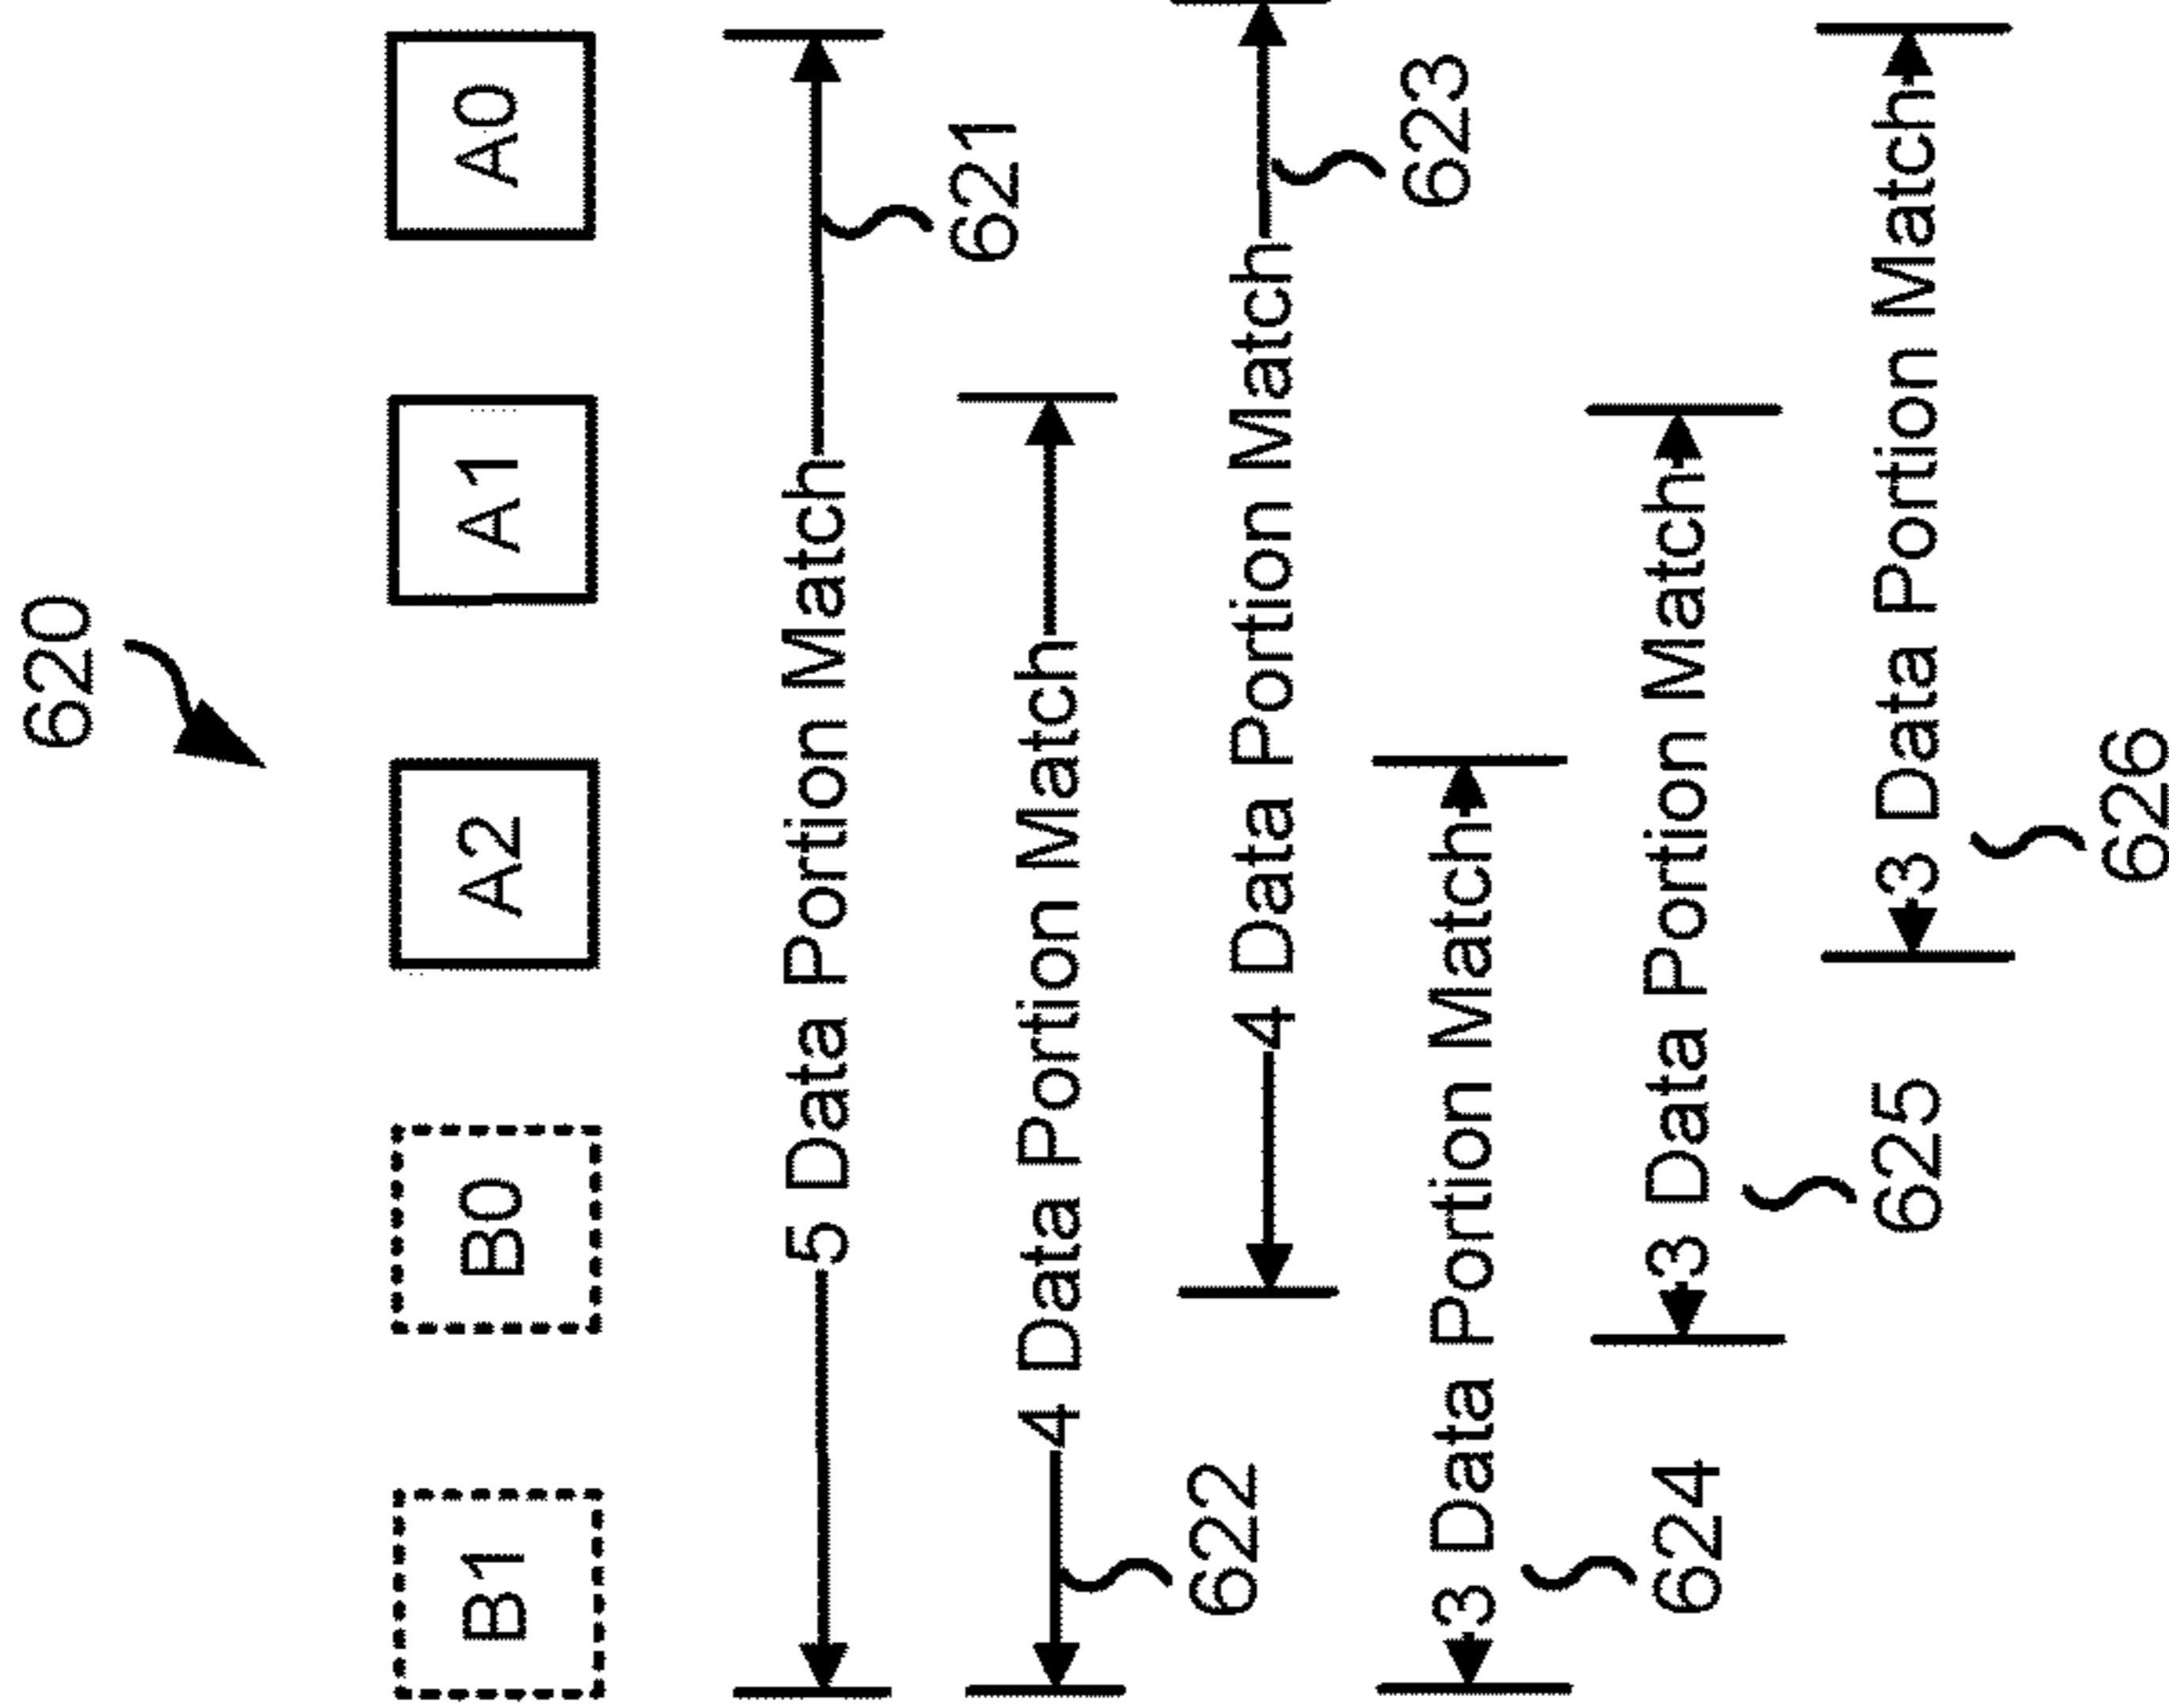 620
B1 B0 A2 A1 A0
5 Data Portion Match
621
4 Data Portion Match
622
4 Data Portion Match
623
3 Data Portion Match
624
3 Data Portion Match
625
3 Data Portion Match
626